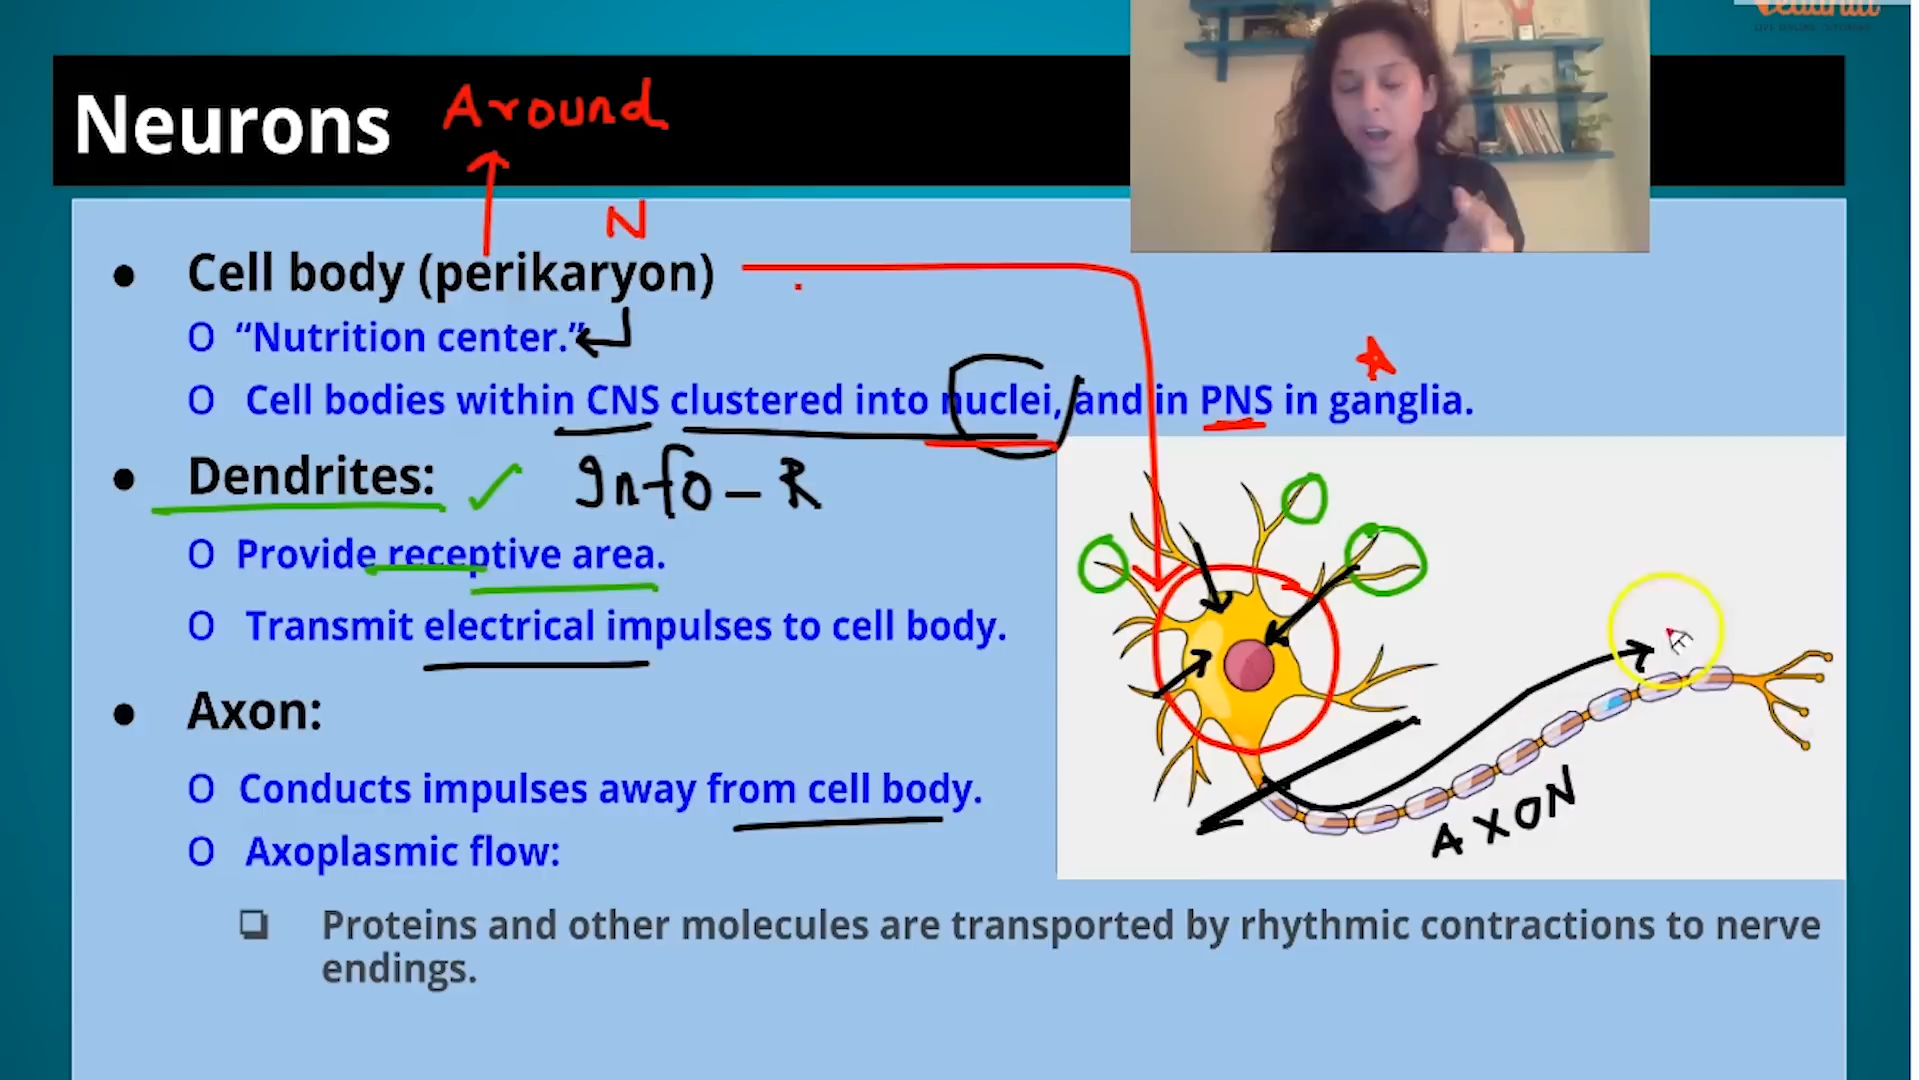 Neurons Around
N
● Cell body (perikaryon)
O “Nutrition center.”
O Cell bodies within CNS clustered into nuclei, and in PNS in ganglia.
● Dendrites: ✓ Info - R
O Provide receptive area.
O Transmit electrical impulses to cell body.
● Axon:
O Conducts impulses away from cell body.
AXON
O Axoplasmic flow:
❑ Proteins and other molecules are transported by rhythmic contractions to nerve
endings.